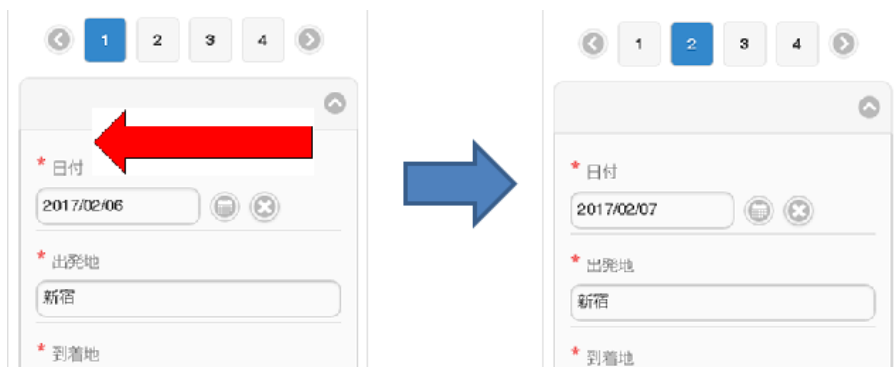 1 2 3 4
* 日付
2017/02/06
* 出発地
新宿
* 到着地
1 2 3 4
* 日付
2017/02/07
* 出発地
新宿
* 到着地